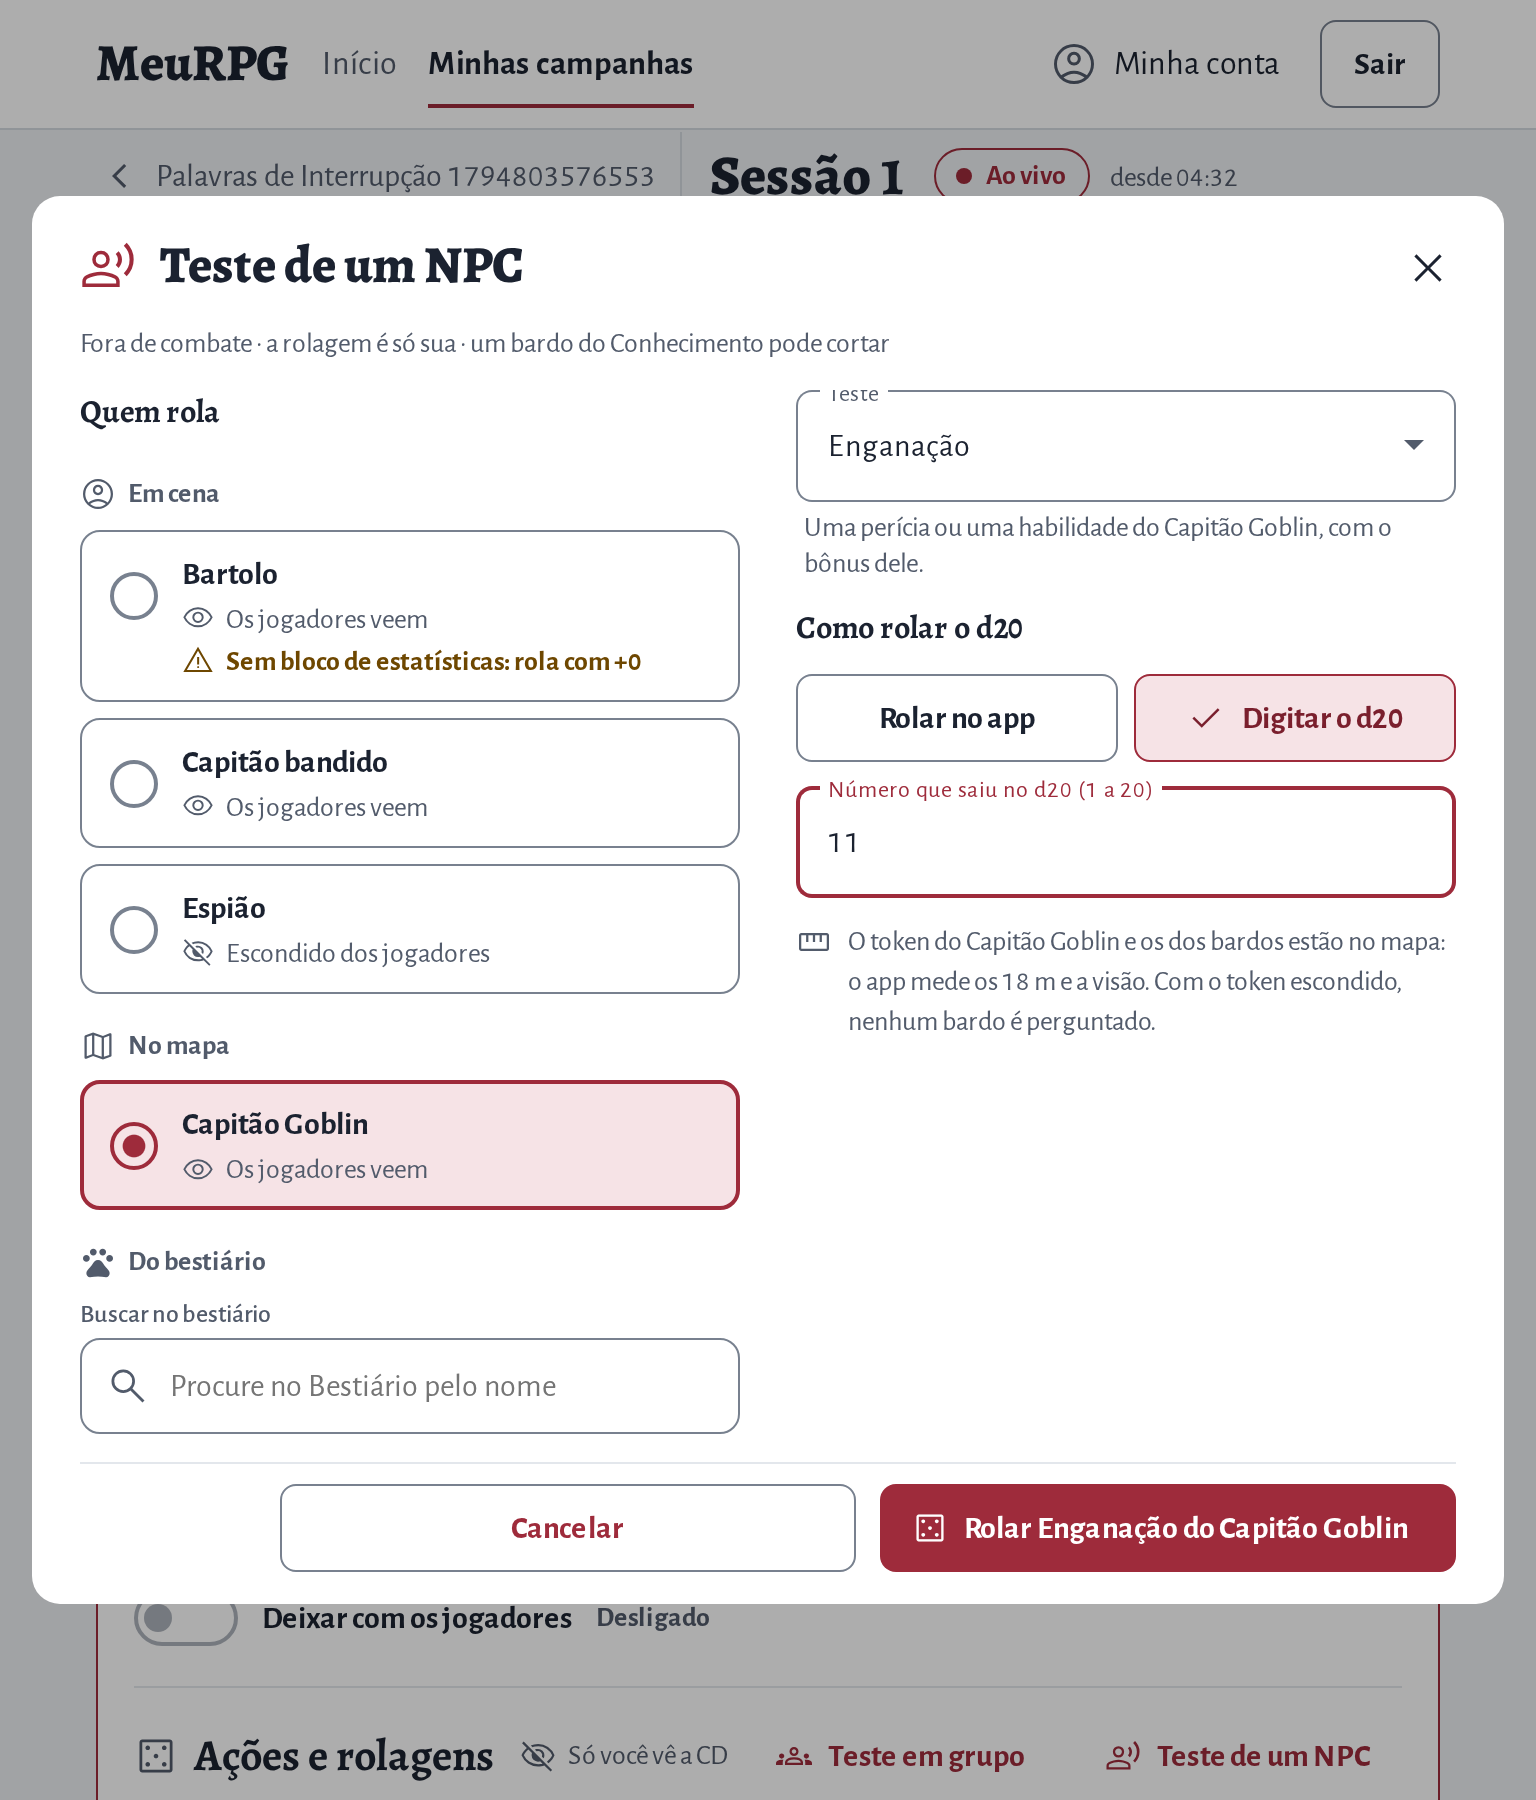 MeuRPG
Início
Minhas campanhas
Minha conta
Sair
Palavras de Interrupção 1794803576553
Sessão 1
Ao vivo
desde 04:32
Teste de um NPC
Fora de combate · a rolagem é só sua · um bardo do Conhecimento pode cortar
Quem rola
Em cena
Bartolo
Os jogadores veem
Sem bloco de estatísticas: rola com +0
Capitão bandido
Os jogadores veem
Espião
Escondido dos jogadores
No mapa
Capitão Goblin
Os jogadores veem
Do bestiário
Buscar no bestiário
Procure no Bestiário pelo nome
Teste
Enganação
Uma perícia ou uma habilidade do Capitão Goblin, com o
bônus dele.
Como rolar o d20
Rolar no app
Digitar o d20
Número que saiu no d20 (1 a 20)
11
O token do Capitão Goblin e os dos bardos estão no mapa:
o app mede os 18 m e a visão. Com o token escondido,
nenhum bardo é perguntado.
Cancelar
Rolar Enganação do Capitão Goblin
Deixar com os jogadores
Desligado
Ações e rolagens
Só você vê a CD
Teste em grupo
Teste de um NPC